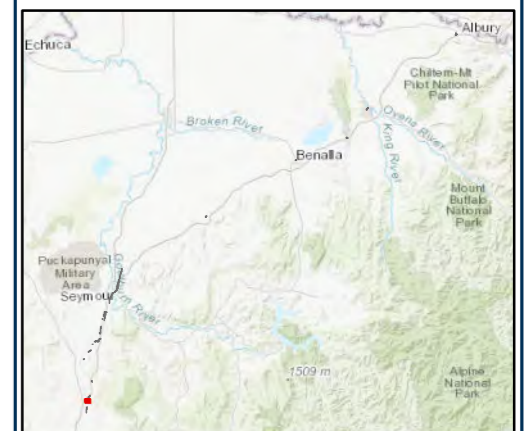 Albury
Echuca
Chiltern-Mt
Pilot National
Park
Broken River
Ovens River
King River
Benalla
Mount
Buffalo
National
Park
Puckapunyal
Military
Area
Seymour
Goulburn River
1509 m
Alpine
National
Park